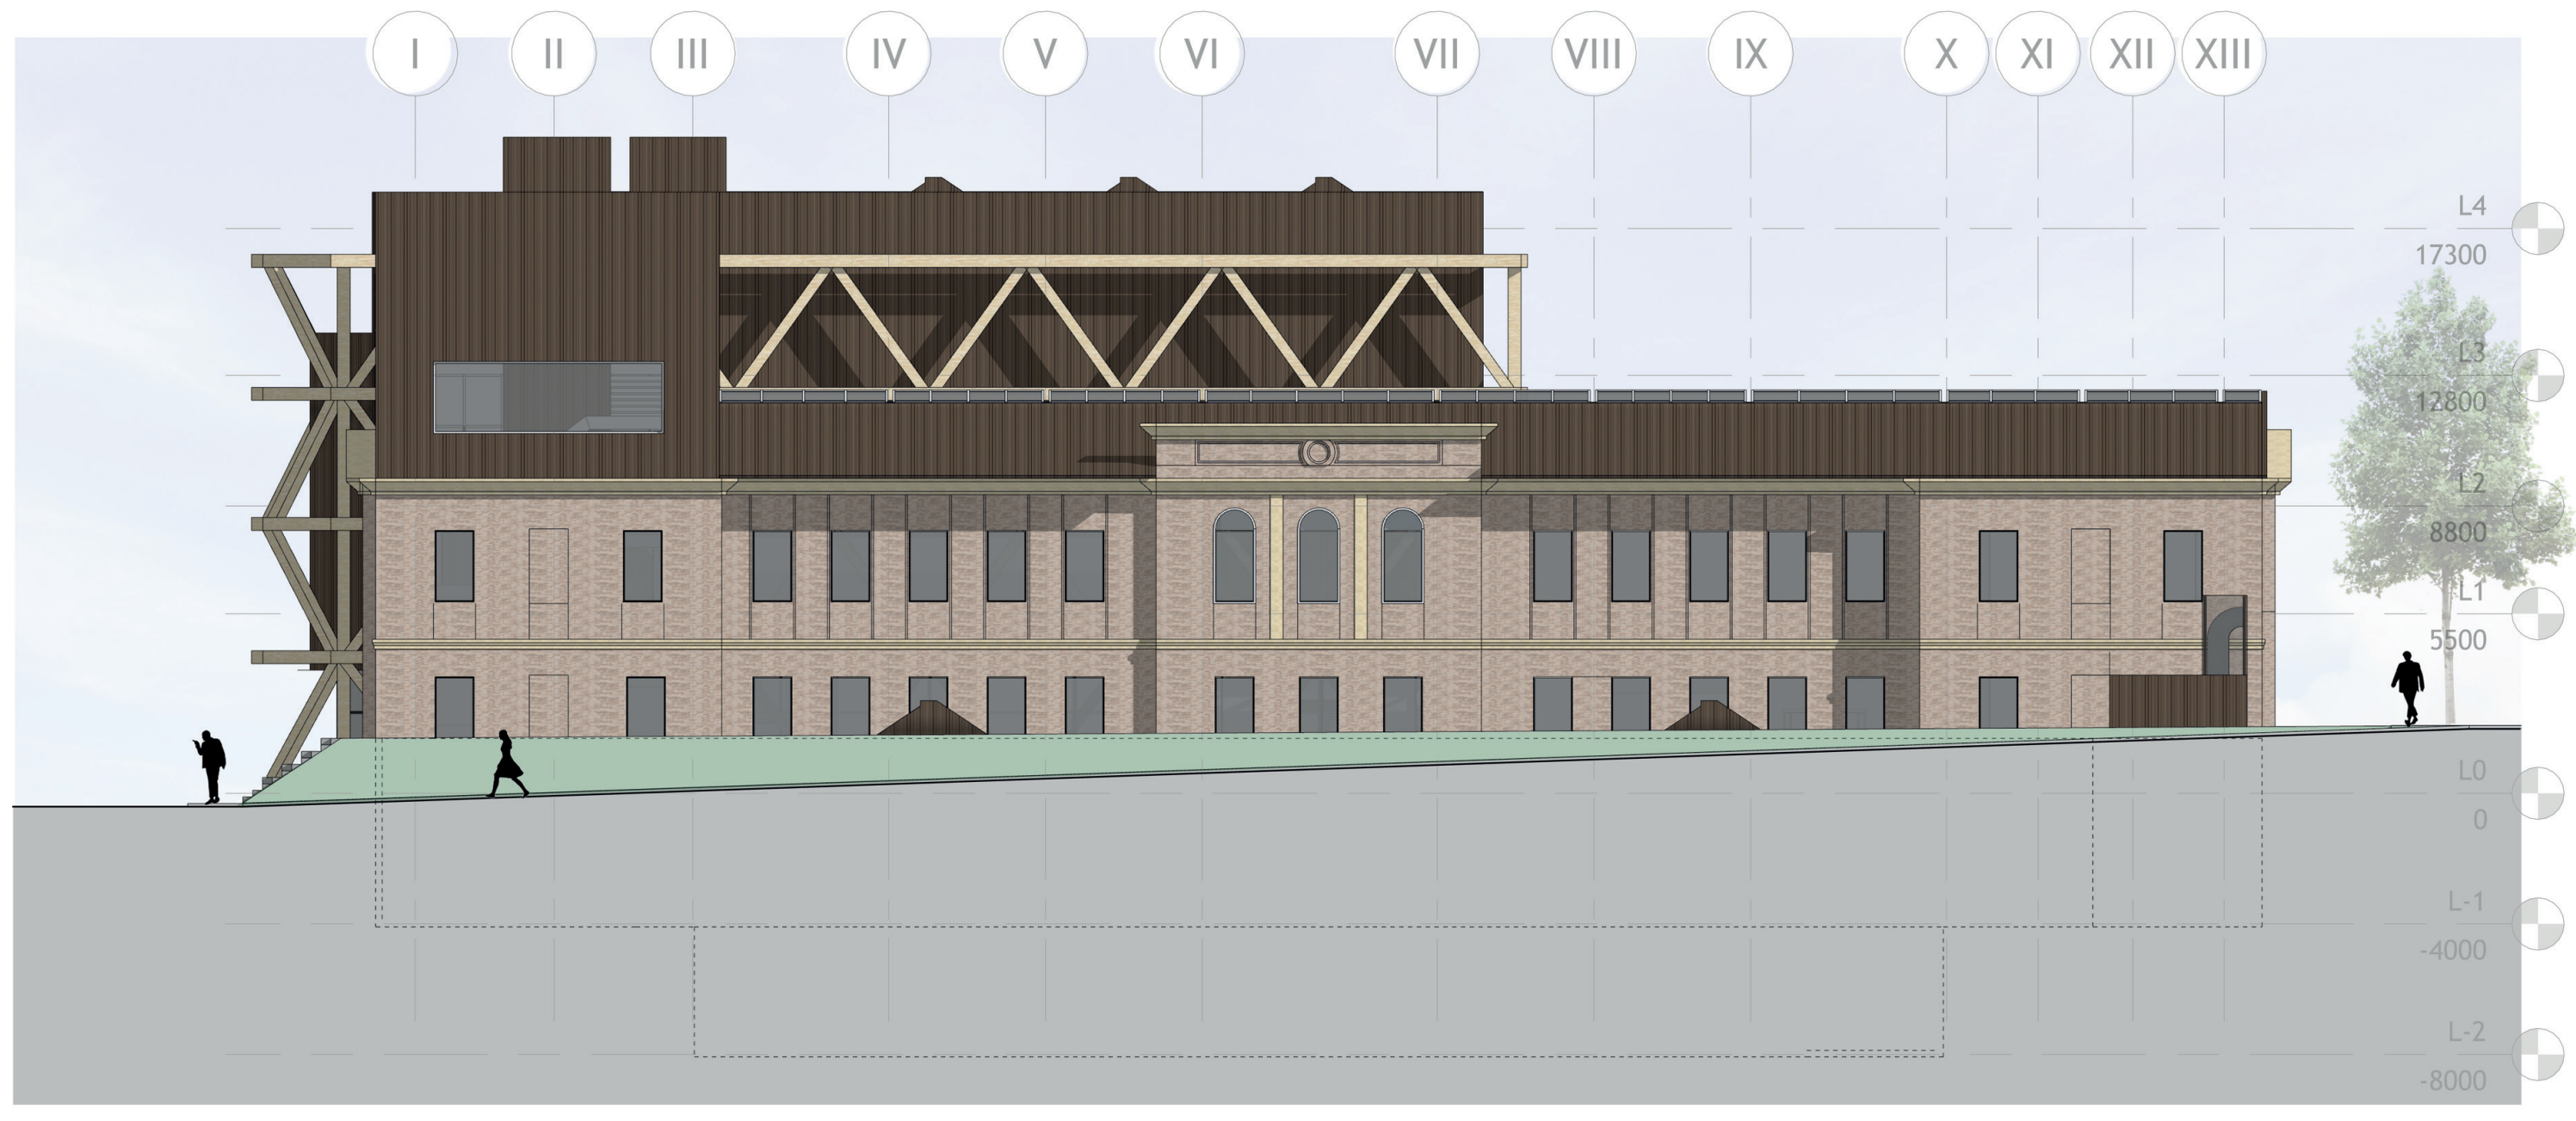 I II III IV V VI VII VIII IX X XI XII XIII
L4
17300
L3
12800
L2
8800
L1
5500
L0
0
L-1
-4000
L-2
-8000